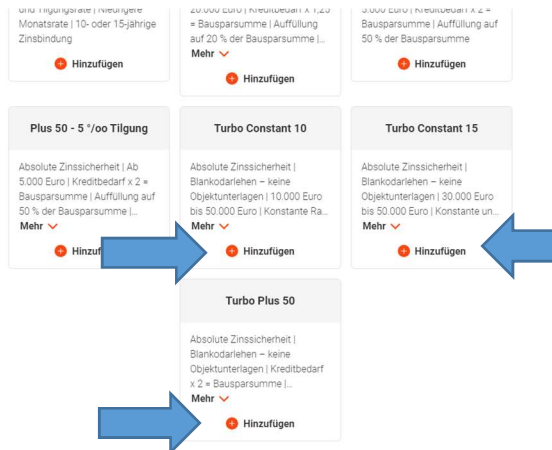 und Tilgungsrate | Niedrigere
Monatsrate | 10- oder 15-jährige
Zinsbindung
Hinzufügen
20.000 Euro | Kreditbedarf x 1,25
= Bausparsumme | Auffüllung
auf 20 % der Bausparsumme |...
Mehr
Hinzufügen
5.000 Euro | Kreditbedarf x 2 =
Bausparsumme | Auffüllung auf
50 % der Bausparsumme
Hinzufügen
Plus 50 - 5 °/oo Tilgung
Absolute Zinssicherheit | Ab
5.000 Euro | Kreditbedarf x 2 =
Bausparsumme | Auffüllung auf
50 % der Bausparsumme |...
Mehr
Hinzuf
Turbo Constant 10
Absolute Zinssicherheit |
Blankodarlehen – keine
Objektunterlagen | 10.000 Euro
bis 50.000 Euro | Konstante Ra...
Mehr
Hinzufügen
Turbo Constant 15
Absolute Zinssicherheit |
Blankodarlehen – keine
Objektunterlagen | 30.000 Euro
bis 50.000 Euro | Konstante un...
Mehr
Hinzufügen
Turbo Plus 50
Absolute Zinssicherheit |
Blankodarlehen – keine
Objektunterlagen | Kreditbedarf
x 2 = Bausparsumme |...
Mehr
Hinzufügen